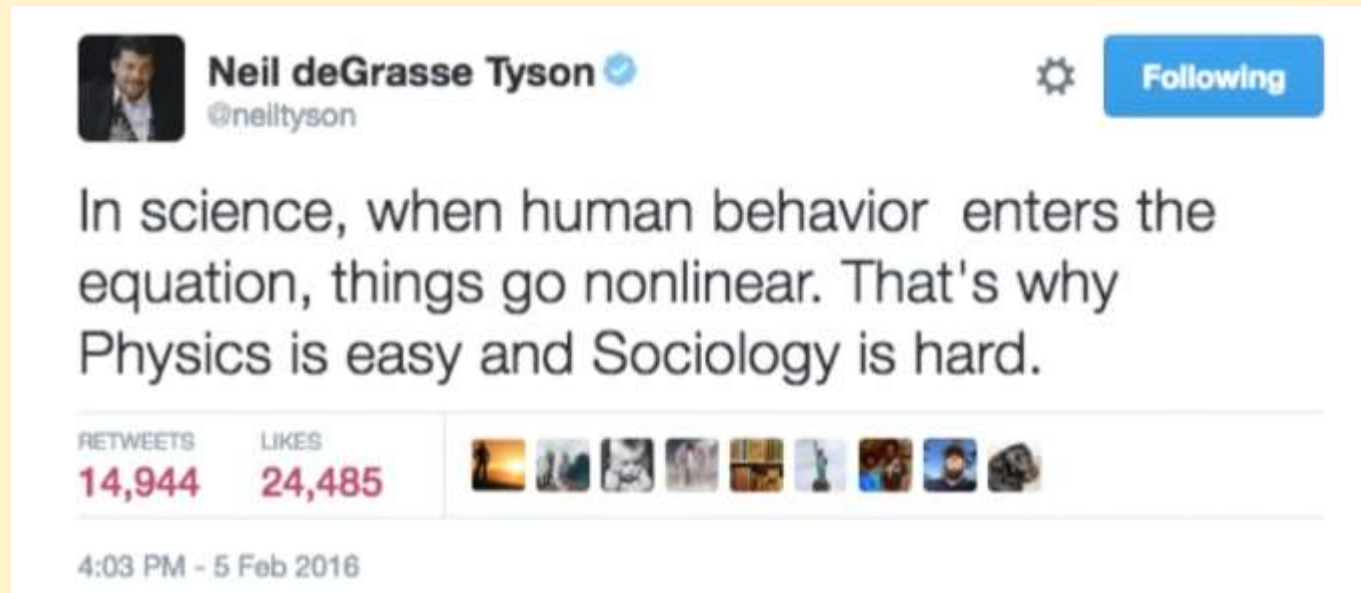 Neil deGrasse Tyson
@neiltyson
Following
In science, when human behavior  enters the
equation, things go nonlinear. That's why
Physics is easy and Sociology is hard.
RETWEETS LIKES
14,944 24,485
4:03 PM - 5 Feb 2016